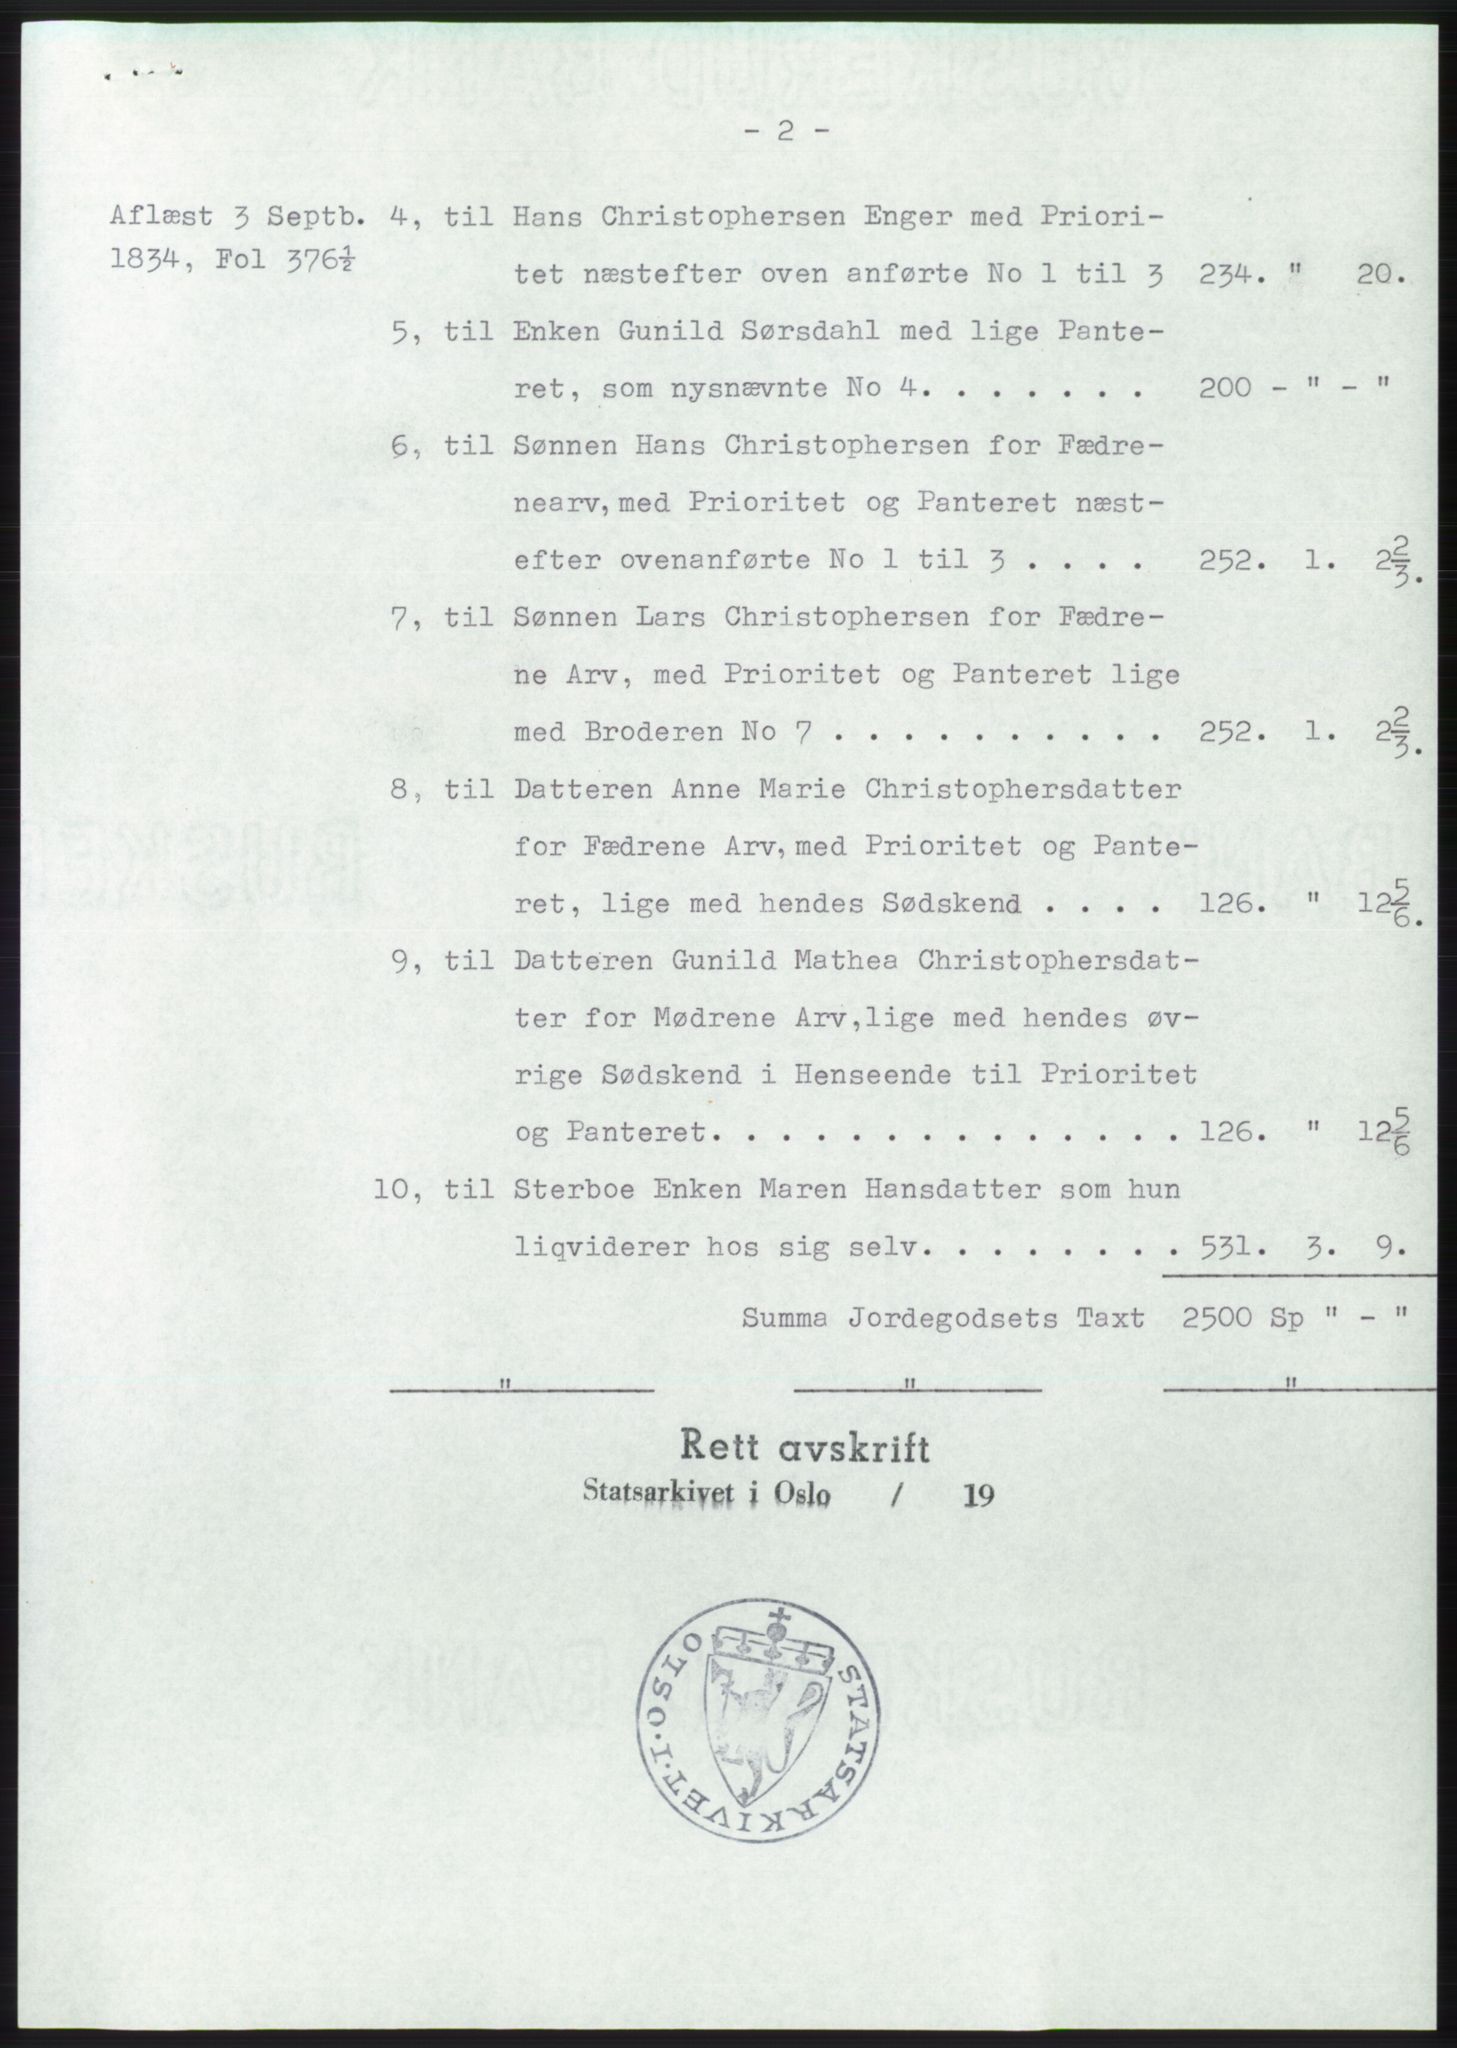 - 2 -
Aflæst 3 Septb. 4, til Hans Christophersen Enger med Priori-
1834, Fol 376½
tet næstefter oven anførte No 1 til 3 234. " 20.
5, til Enken Gunild Sørsdahl med lige Pante-
ret, som nysnævnte No 4. . . . . . . 200 - " - "
6, til Sønnen Hans Christophersen for Fædre-
nearv, med Prioritet og Panteret næst-
efter ovenanførte No 1 til 3 . . . . 252. 1. 2 2/3.
7, til Sønnen Lars Christophersen for Fædre-
ne Arv, med Prioritet og Panteret lige
med Broderen No 7 . . . . . . . . . . 252. 1. 2 2/3.
8, til Datteren Anne Marie Christophersdatter
for Fædrene Arv, med Prioritet og Pante-
ret, lige med hendes Sødskend . . . . 126. " 12 5/6.
9, til Datteren Gunild Mathea Christophersdat-
ter for Mødrene Arv, lige med hendes øv-
rige Sødskend i Henseende til Prioritet
og Panteret. . . . . . . . . . . . . . 126. " 12 5/6
10, til Sterboe Enken Maren Hansdatter som hun
liqviderer hos sig selv. . . . . . . . 531. 3. 9.
Summa Jordegodsets Taxt 2500 Sp " - "
" " "
Rett avskrift
Statsarkivet i Oslo / 19
STATSARKIVET·I·OSLO